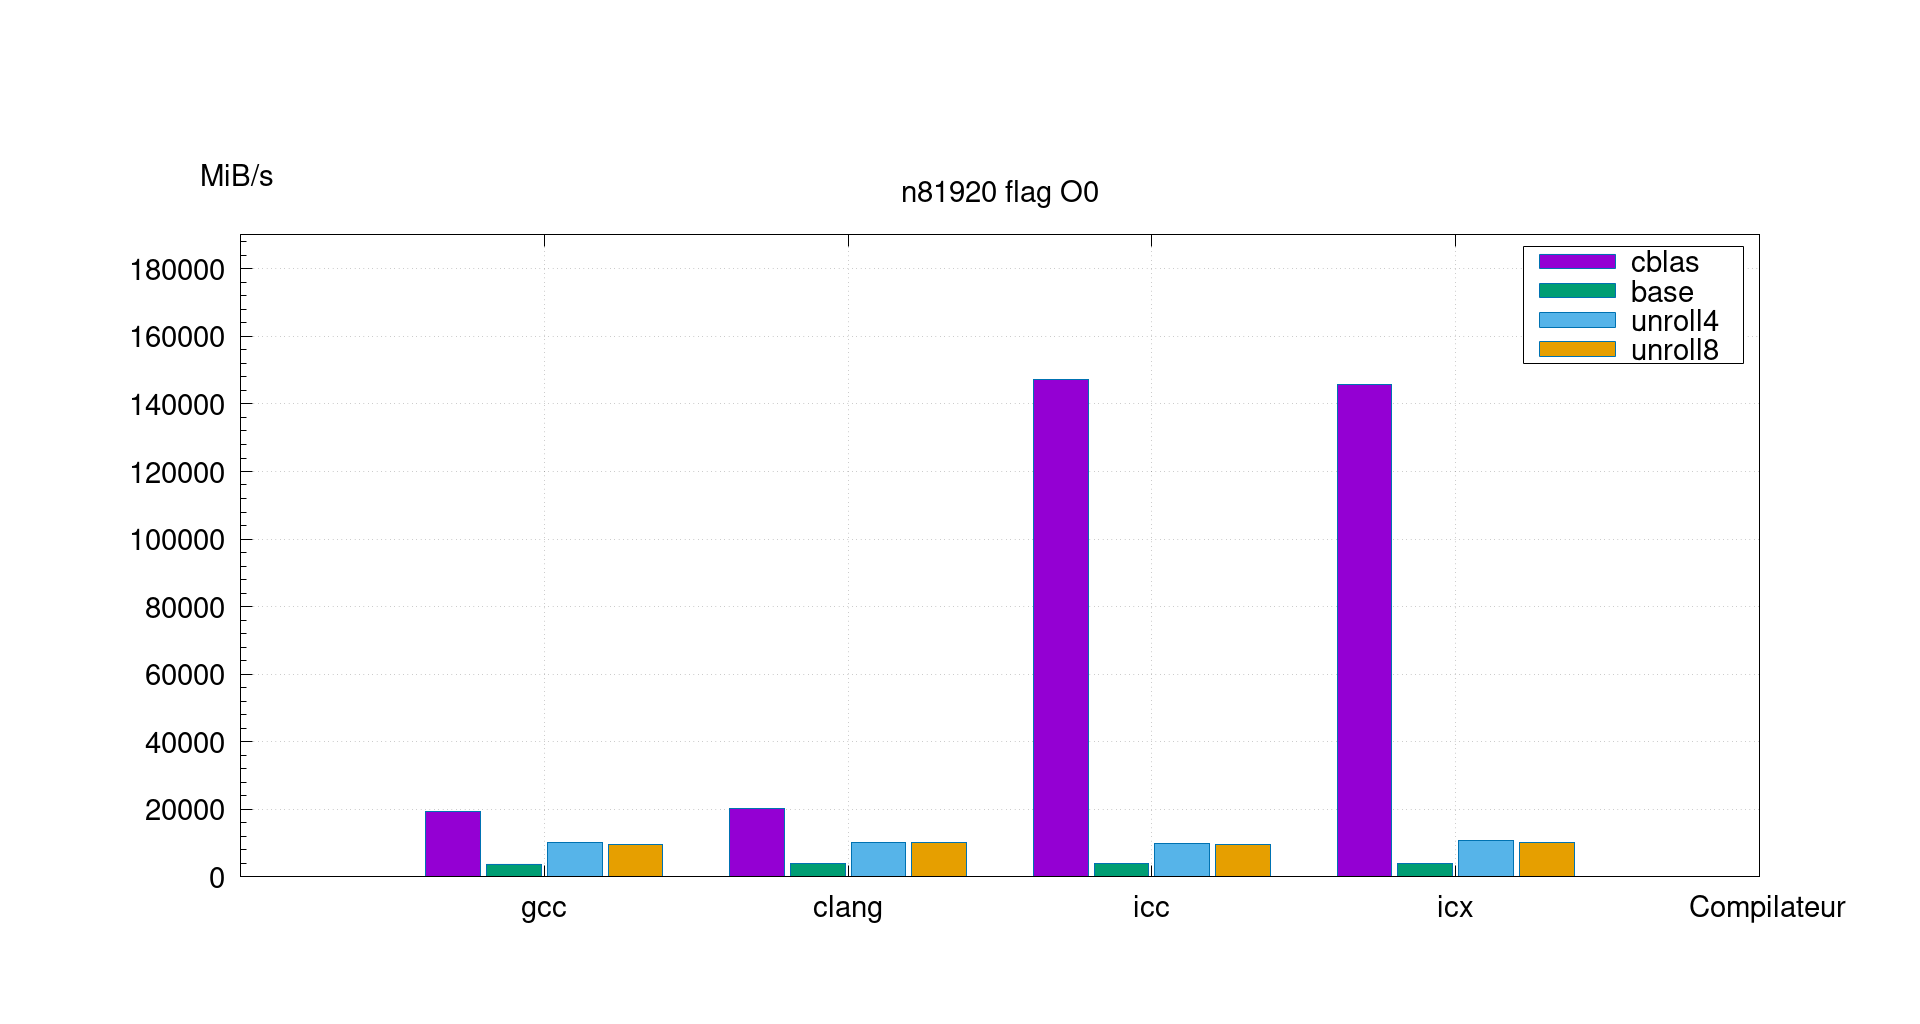 MiB/s
n81920 flag O0
180000
160000
140000
120000
100000
80000
60000
40000
20000
0
cblas
base
unroll4
unroll8
gcc clang icc icx Compilateur